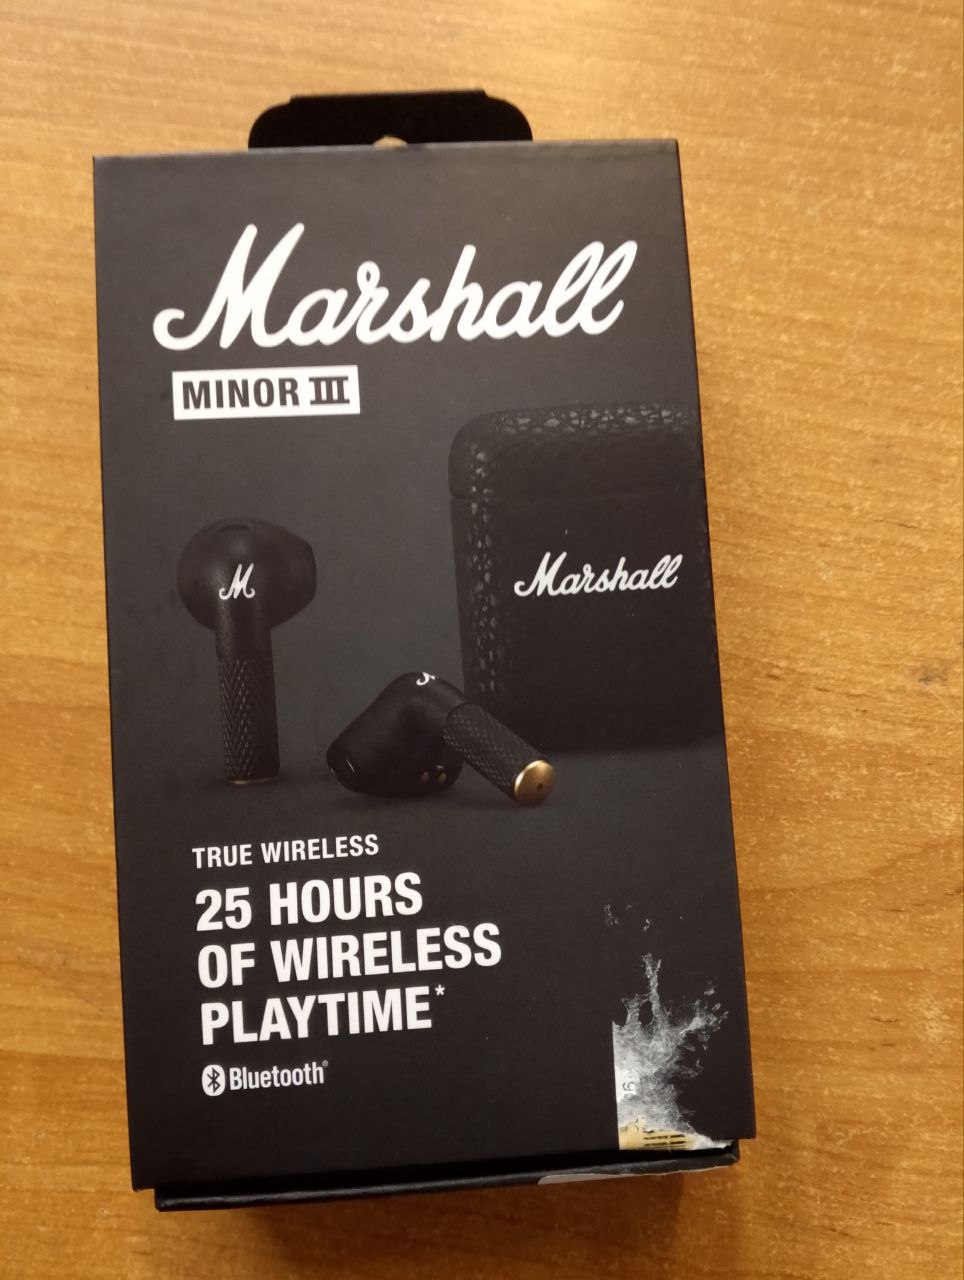 Marshall
MINOR III
M
Marshall
TRUE WIRELESS
25 HOURS
OF WIRELESS
PLAYTIME*
Bluetooth®